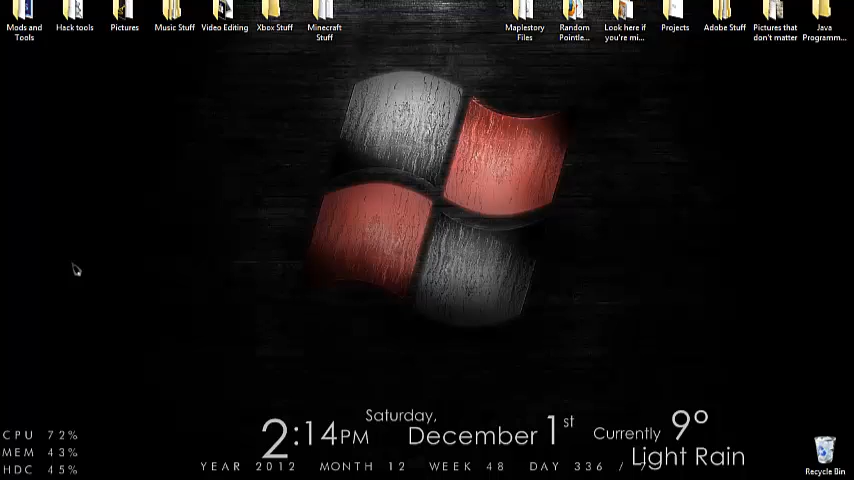 Mods and Tools
Hack tools
Pictures
Music Stuff
Video Editing
Xbox Stuff
Minecraft Stuff
Maplestory Files
Random Pointle...
Look here if you're mi...
Projects
Adobe Stuff
Pictures that don't matter
Java Programm...
2:14PM
Saturday,
December 1st
Currently 9°
Light Rain
YEAR 2012 MONTH 12 WEEK 48 DAY 336 /
CPU 72%
MEM 43%
HDC 45%
Recycle Bin